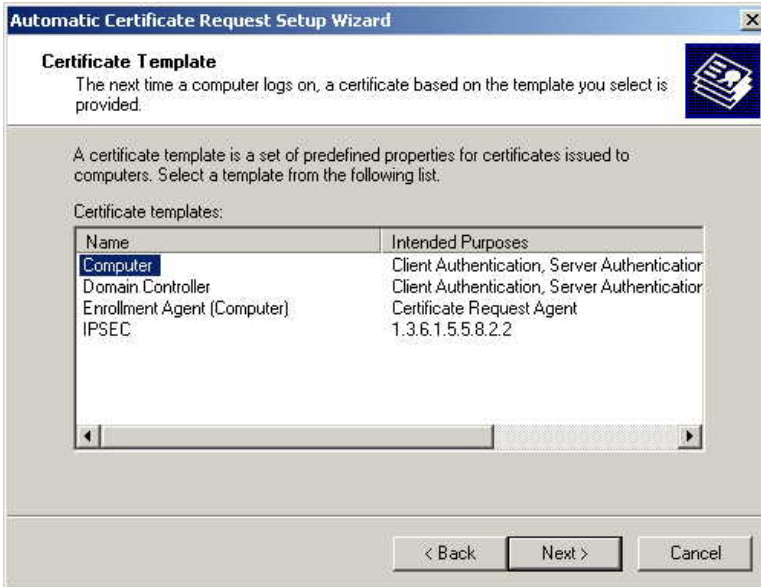 Automatic Certificate Request Setup Wizard
Certificate Template
The next time a computer logs on, a certificate based on the template you select is
provided.
A certificate template is a set of predefined properties for certificates issued to
computers. Select a template from the following list.
Certificate templates:
Name Intended Purposes
Computer Client Authentication, Server Authentication
Domain Controller Client Authentication, Server Authentication
Enrollment Agent (Computer) Certificate Request Agent
IPSEC 1.3.6.1.5.5.8.2.2
< Back Next > Cancel